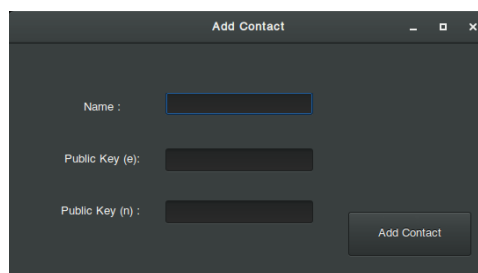 Add Contact
Name :
Public Key (e):
Public Key (n) :
Add Contact